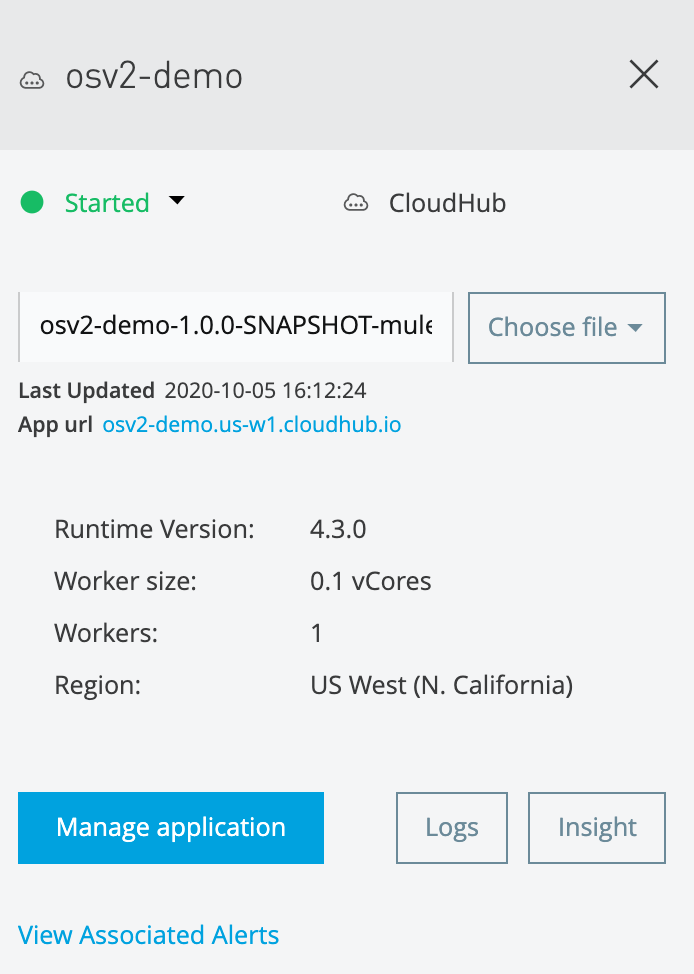 osv2-demo
Started CloudHub
osv2-demo-1.0.0-SNAPSHOT-mule Choose file
Last Updated 2020-10-05 16:12:24
App url osv2-demo.us-w1.cloudhub.io
Runtime Version: 4.3.0
Worker size: 0.1 vCores
Workers: 1
Region: US West (N. California)
Manage application Logs Insight
View Associated Alerts